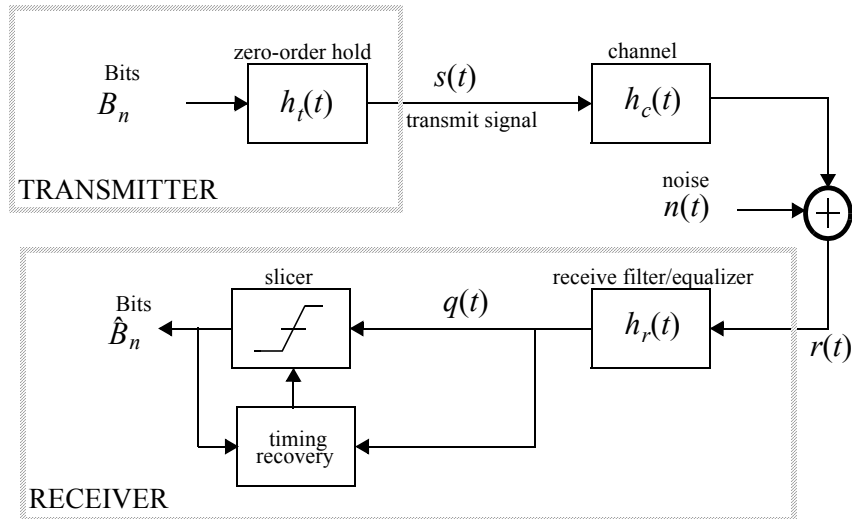 zero-order hold
channel
Bits
B_n
h_t(t)
s(t)
transmit signal
h_c(t)
TRANSMITTER
noise
n(t)
+
slicer
receive filter/equalizer
Bits
B̂_n
q(t)
h_r(t)
r(t)
timing
recovery
RECEIVER